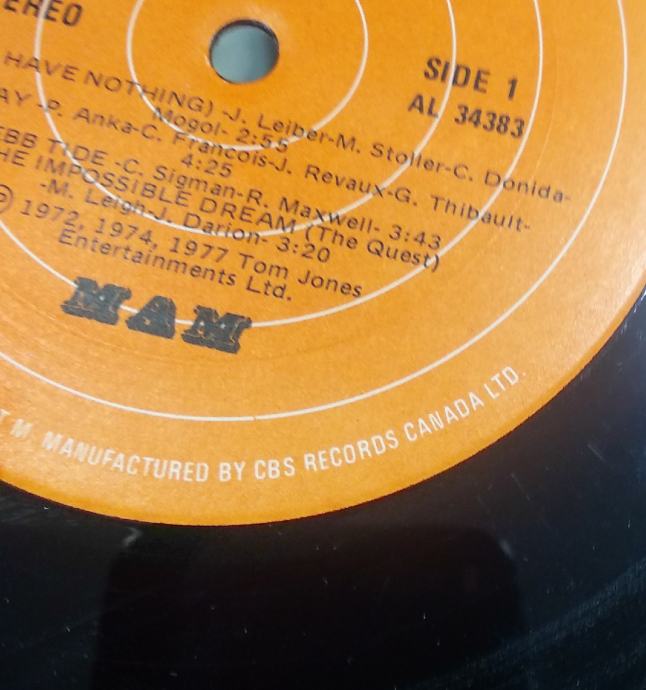 EREO
SIDE 1
AL 34383
HAVE NOTHING) -J. Leiber-M. Stoller-C. Donida-
Mogol- 2:55
AY -P. Anka-C. Francois-J. Revaux-G. Thibault-
4:25
EBB TIDE -C. Sigman-R. Maxwell- 3:43
HE IMPOSSIBLE DREAM (The Quest)
-M. Leigh-J. Darion- 3:20
© 1972, 1974, 1977 Tom Jones
Entertainments Ltd.
MAM
T M. MANUFACTURED BY CBS RECORDS CANADA LTD.